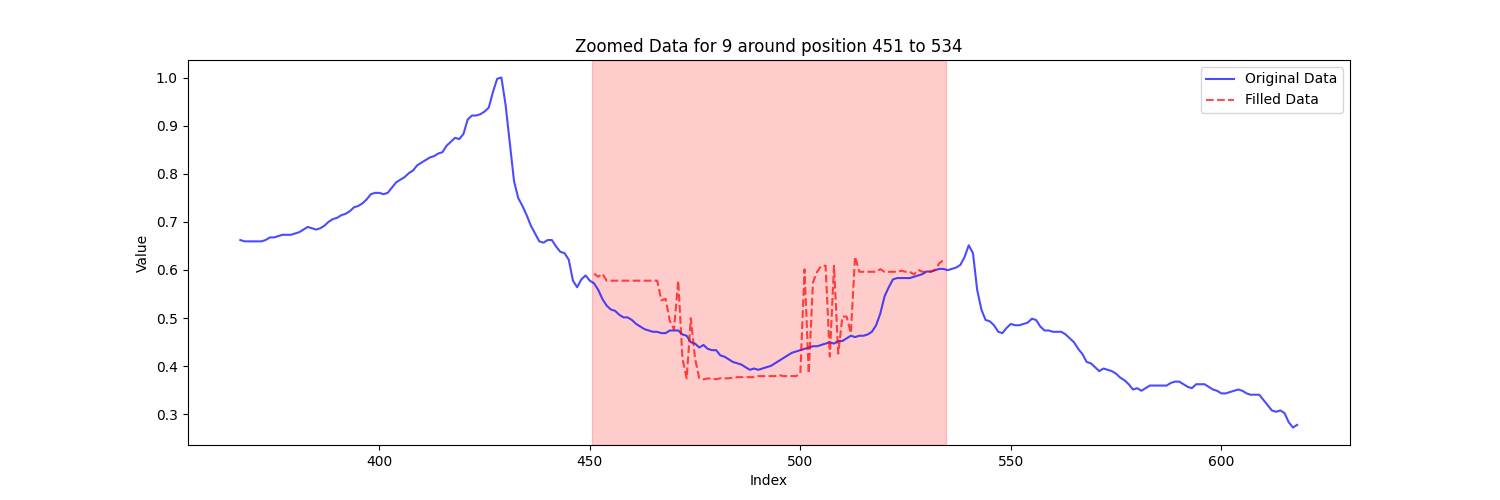 Zoomed Data for 9 around position 451 to 534
Original Data
Filled Data
Value
1.0
0.9
0.8
0.7
0.6
0.5
0.4
0.3
400
450
500
550
600
Index